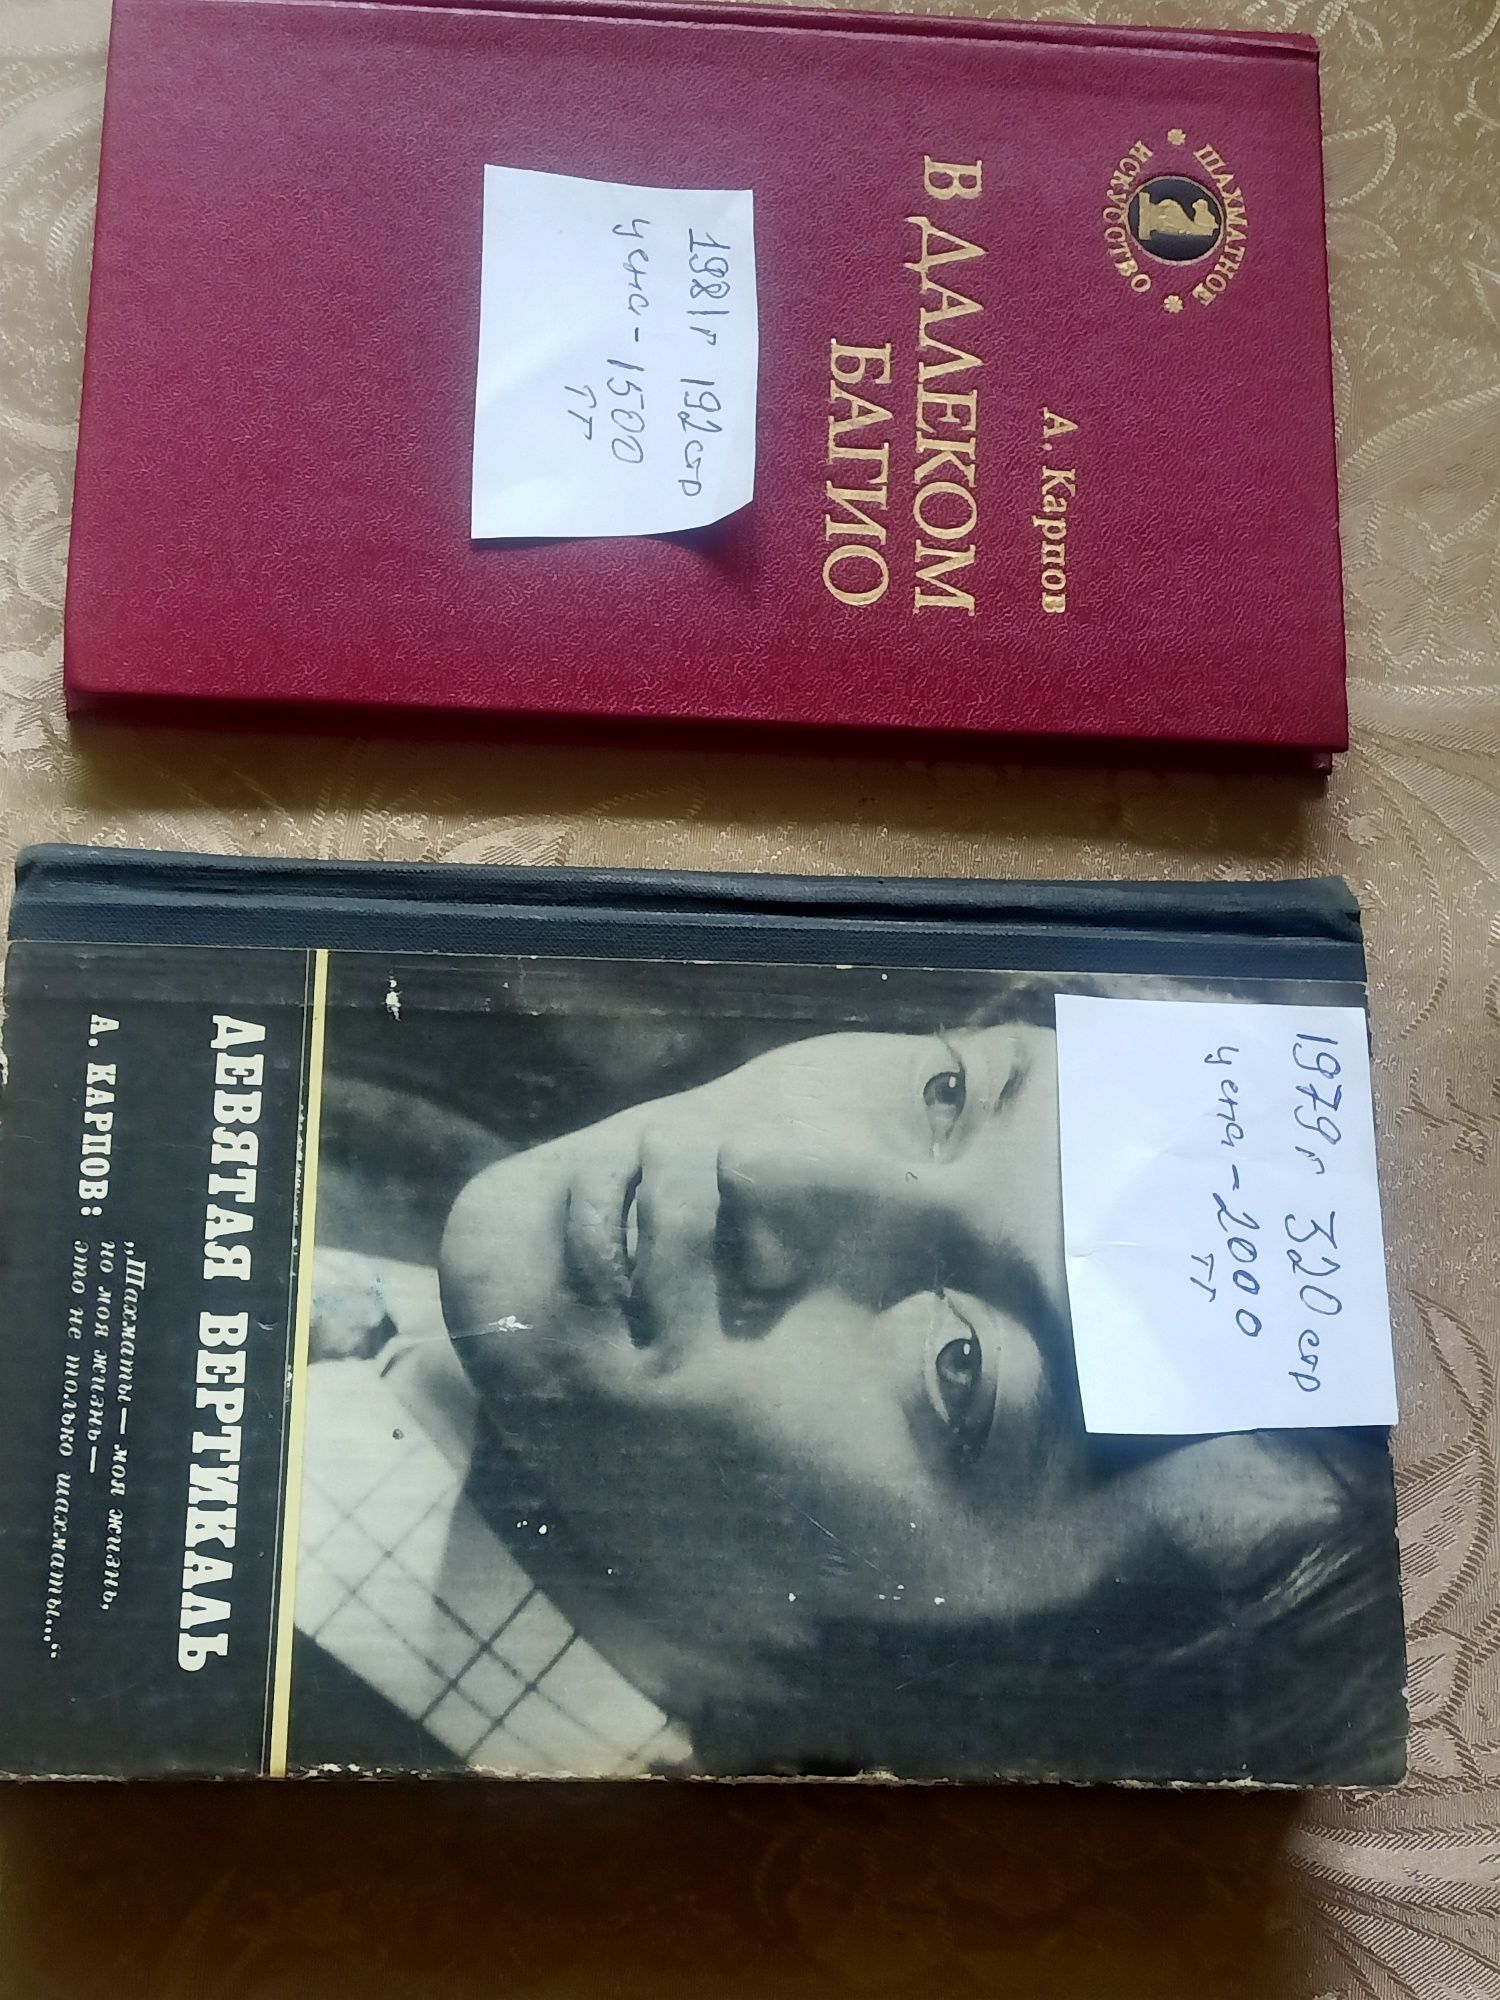 ШАХМАТНОЕ
ИСКУССТВО
А. Карпов
В ДАЛЕКОМ
БАГИО
1981г 192стр
цена - 1500
тг
1979г 320стр
цена - 2000
тг
ДЕВЯТАЯ ВЕРТИКАЛЬ
А. КАРПОВ: „Шахматы — моя жизнь,
но моя жизнь —
это не только шахматы...“